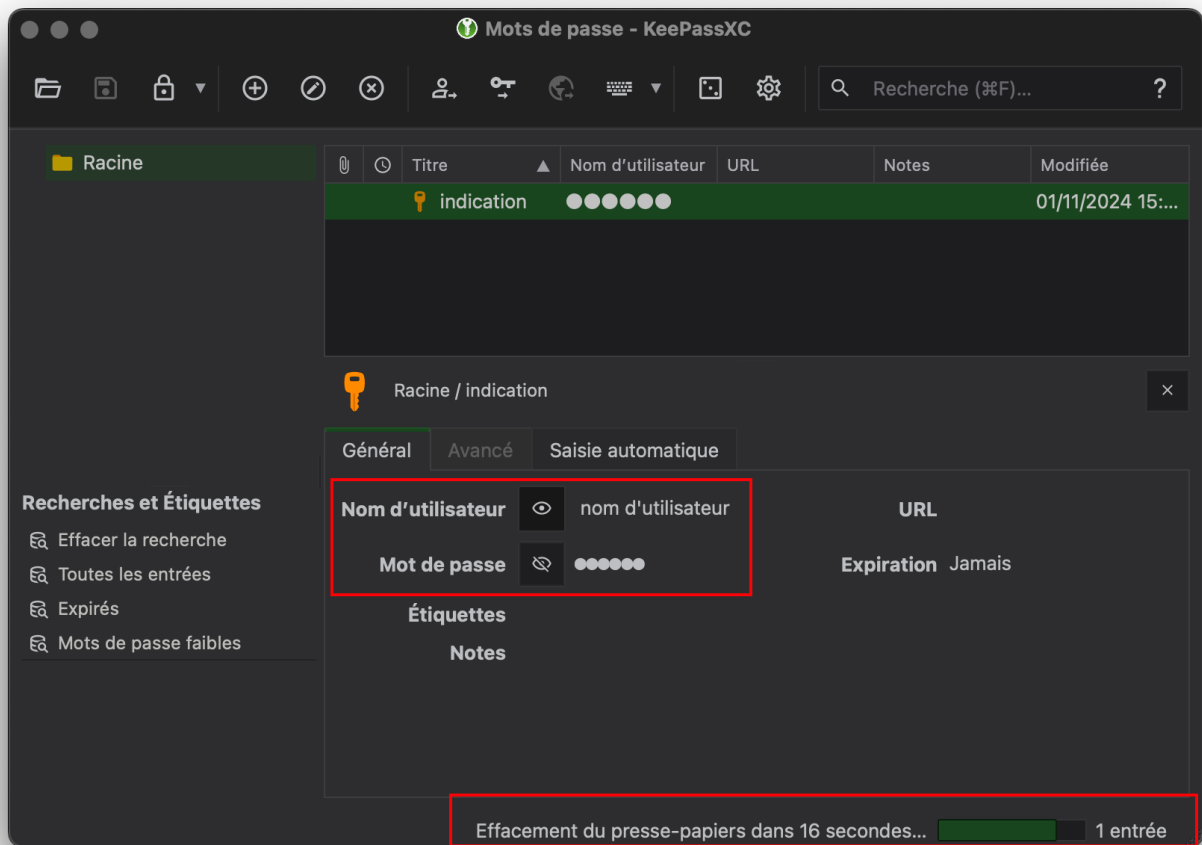 Mots de passe - KeePassXC
Recherche (⌘F)... ?
Racine
Titre Nom d’utilisateur URL Notes Modifiée
indication ●●●●●● 01/11/2024 15:...
Racine / indication
Général Avancé Saisie automatique
Nom d’utilisateur nom d'utilisateur URL
Mot de passe ●●●●●● Expiration Jamais
Étiquettes
Notes
Recherches et Étiquettes
Effacer la recherche
Toutes les entrées
Expirés
Mots de passe faibles
Effacement du presse-papiers dans 16 secondes... 1 entrée